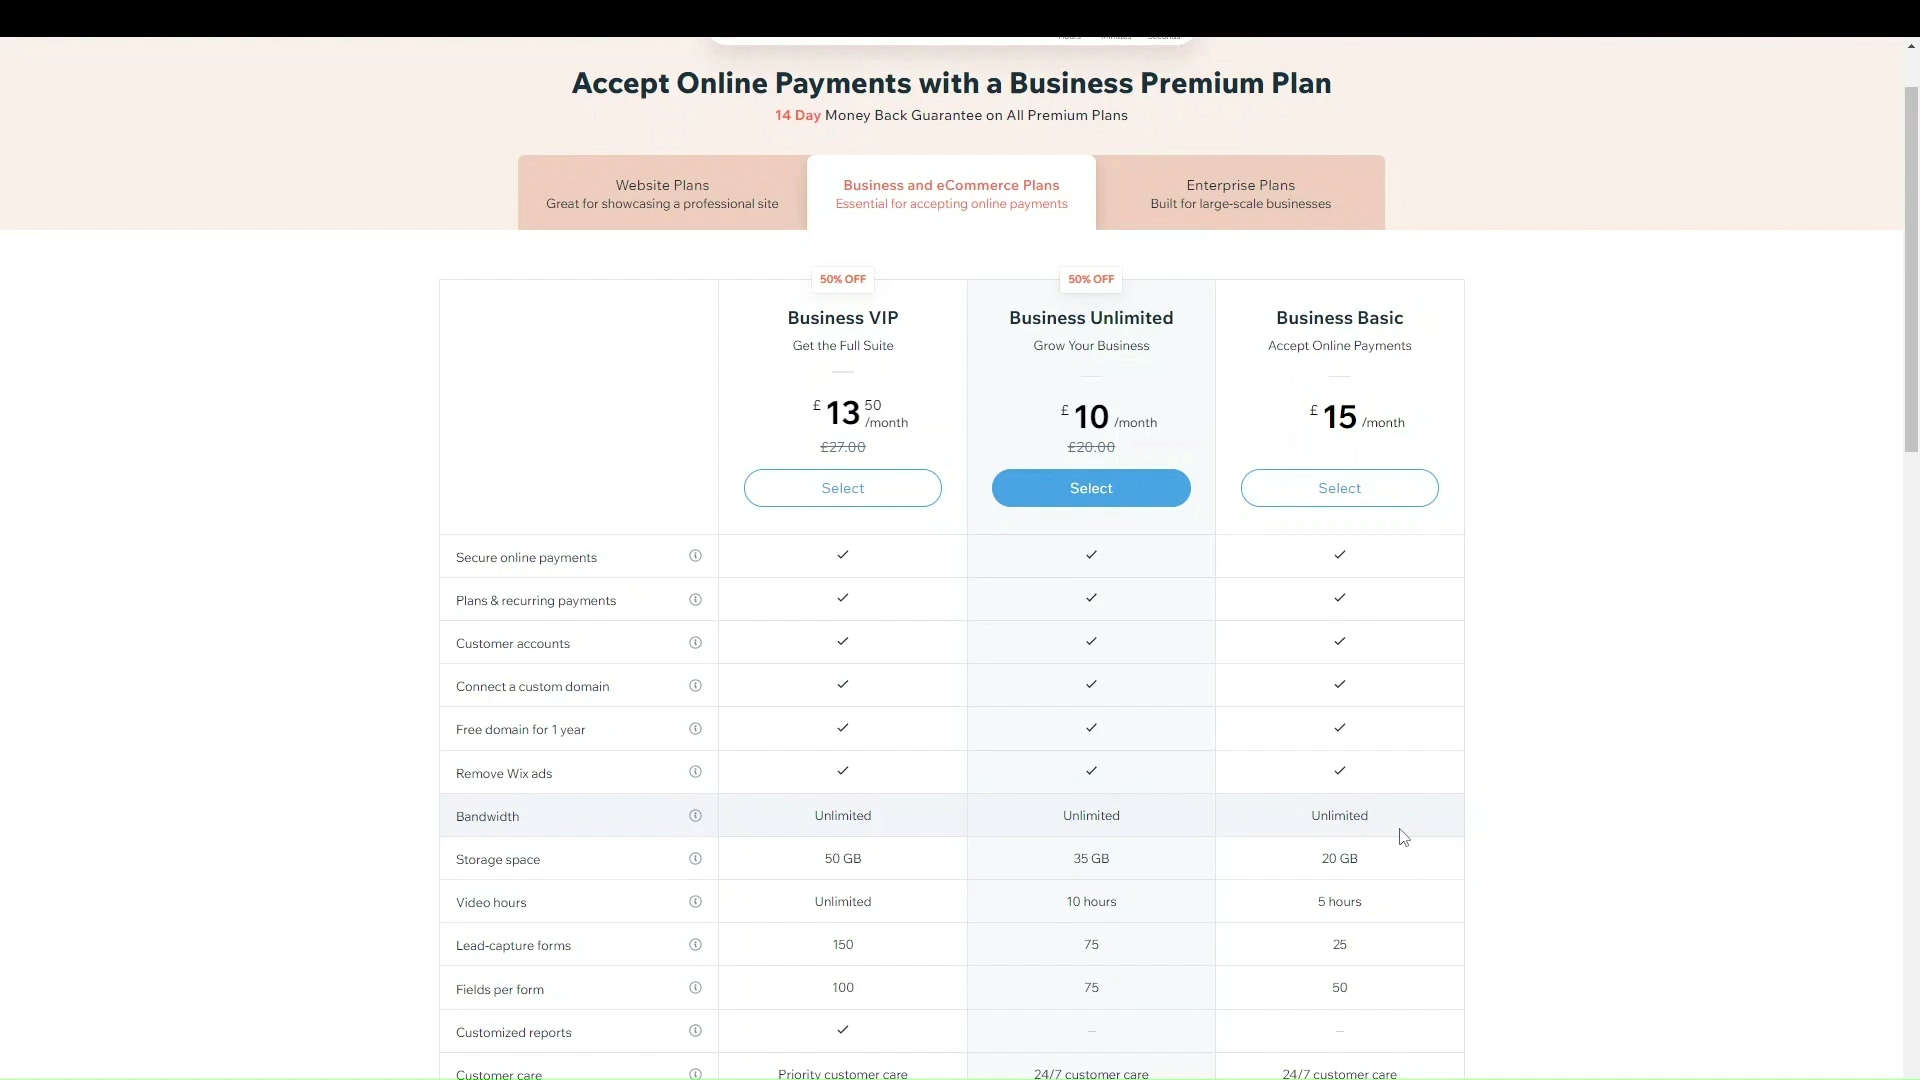 Hours Minutes Seconds
Accept Online Payments with a Business Premium Plan
14 Day Money Back Guarantee on All Premium Plans
Website Plans
Great for showcasing a professional site
Business and eCommerce Plans
Essential for accepting online payments
Enterprise Plans
Built for large-scale businesses
50% OFF
50% OFF
Business VIP
Business Unlimited
Business Basic
Get the Full Suite
Grow Your Business
Accept Online Payments
£ 13 50 /month
£ 10 /month
£ 15 /month
£27.00
£20.00
Select
Select
Select
Secure online payments
Plans & recurring payments
Customer accounts
Connect a custom domain
Free domain for 1 year
Remove Wix ads
Bandwidth Unlimited Unlimited Unlimited
Storage space 50 GB 35 GB 20 GB
Video hours Unlimited 10 hours 5 hours
Lead-capture forms 150 75 25
Fields per form 100 75 50
Customized reports – –
Customer care Priority customer care 24/7 customer care 24/7 customer care